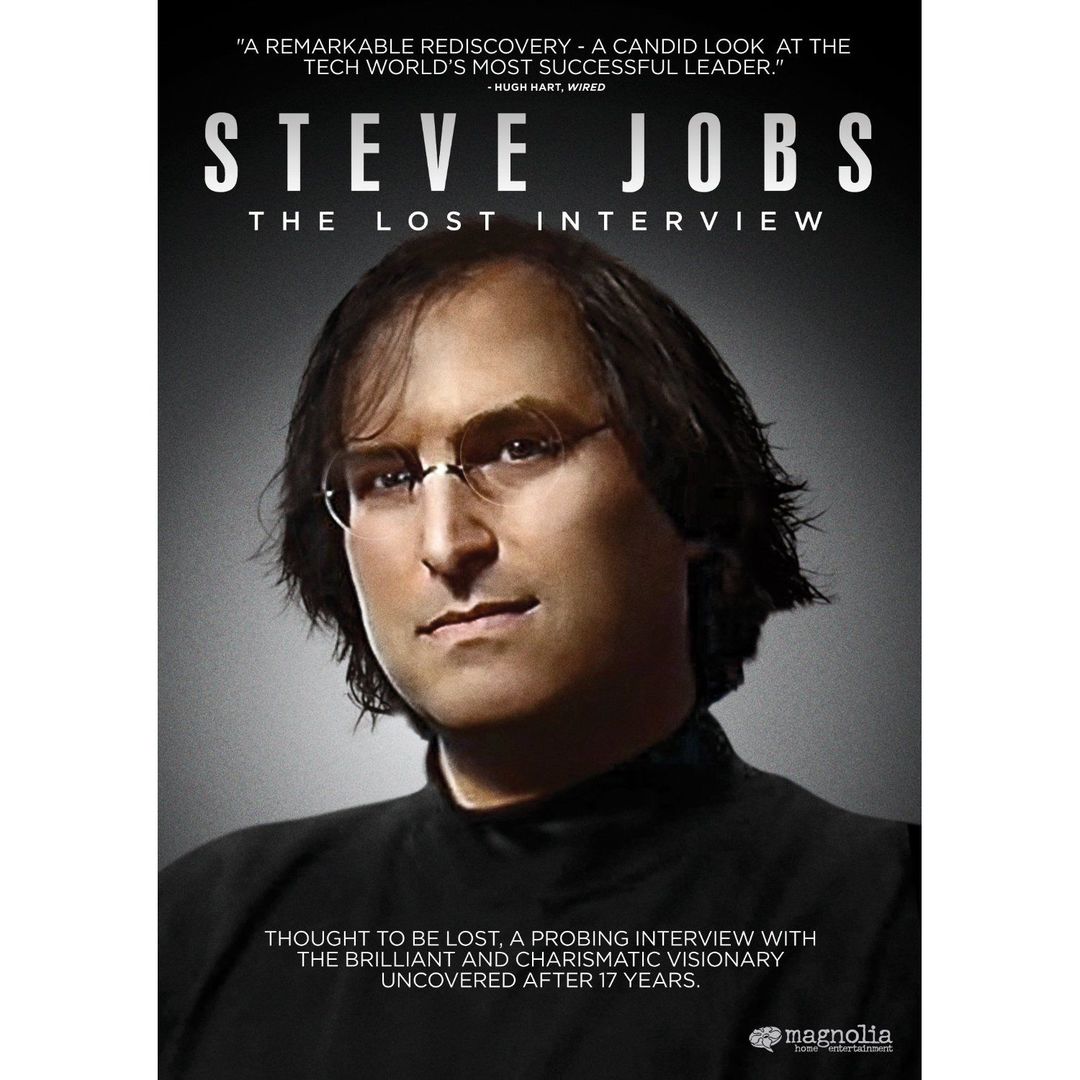 "A REMARKABLE REDISCOVERY - A CANDID LOOK AT THE
TECH WORLD'S MOST SUCCESSFUL LEADER."
- HUGH HART, WIRED
STEVE JOBS
THE LOST INTERVIEW
THOUGHT TO BE LOST, A PROBING INTERVIEW WITH
THE BRILLIANT AND CHARISMATIC VISIONARY
UNCOVERED AFTER 17 YEARS.
magnolia
home entertainment